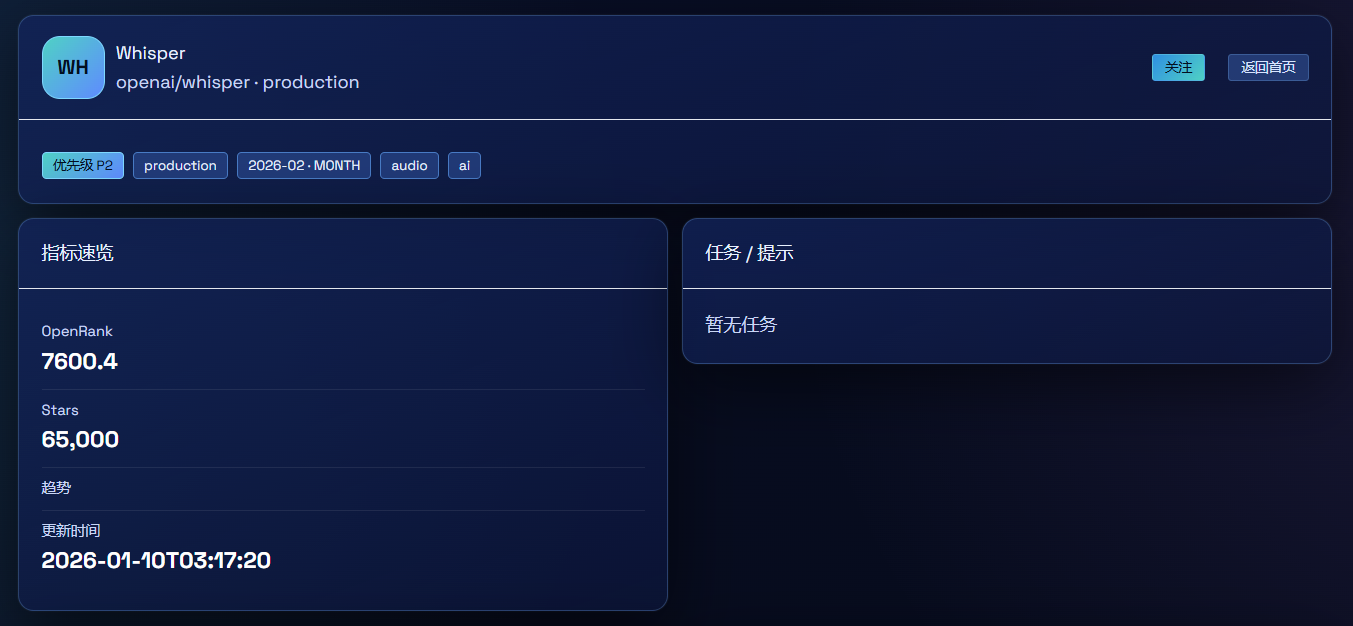 WH
Whisper
openai/whisper · production
关注
返回首页
优先级 P2
production
2026-02 · MONTH
audio
ai
指标速览
OpenRank
7600.4
Stars
65,000
趋势
更新时间
2026-01-10T03:17:20
任务 / 提示
暂无任务